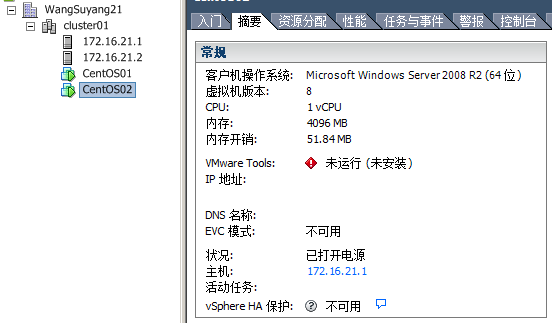 WangSuyang21
cluster01
172.16.21.1
172.16.21.2
CentOS01
CentOS02
入门 摘要 资源分配 性能 任务与事件 警报 控制台
常规
客户机操作系统: Microsoft Windows Server 2008 R2 (64 位)
虚拟机版本: 8
CPU: 1 vCPU
内存: 4096 MB
内存开销: 51.84 MB
VMware Tools: 未运行 (未安装)
IP 地址:
DNS 名称:
EVC 模式: 不可用
状况: 已打开电源
主机: 172.16.21.1
活动任务:
vSphere HA 保护: 不可用